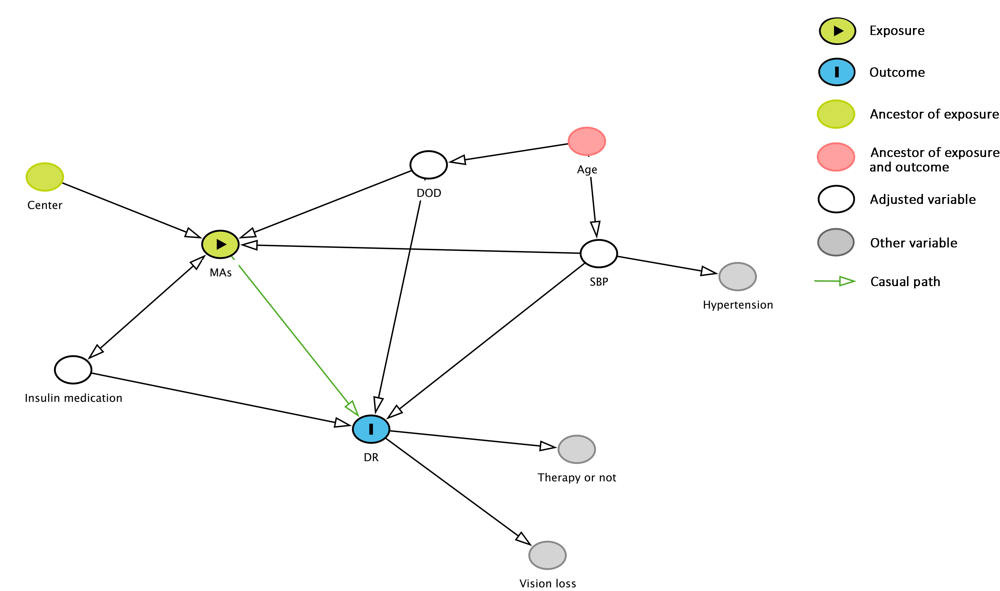 Exposure
Outcome
Ancestor of exposure
Ancestor of exposure
and outcome
Adjusted variable
Other variable
Casual path
Age
DOD
Center
MAs
SBP
Hypertension
Insulin medication
DR
Therapy or not
Vision loss